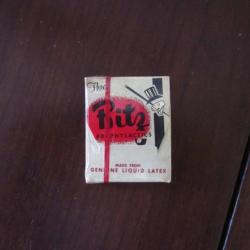 The
Ritz
PROPHYLACTICS
MADE FROM
GENUINE LIQUID LATEX